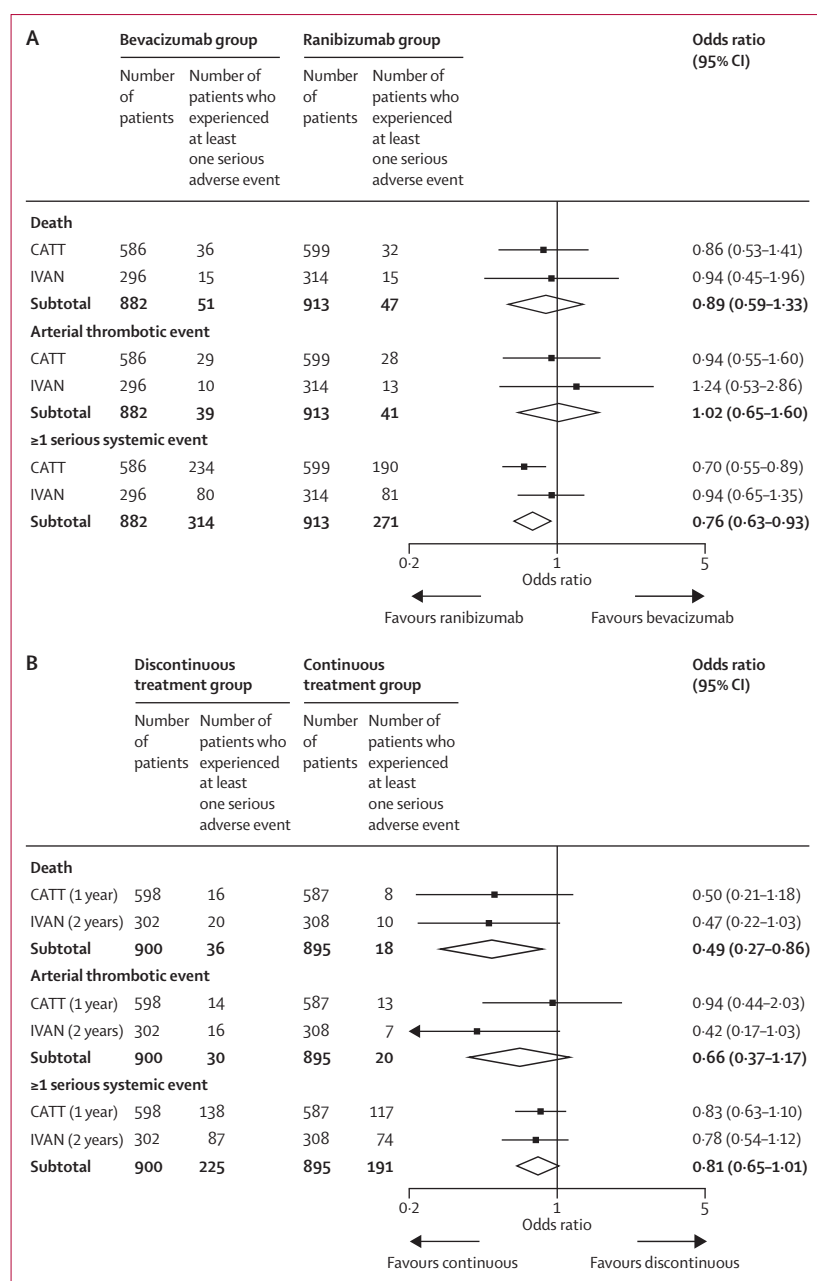 A Bevacizumab group Ranibizumab group Odds ratio
(95% CI)
Number Number of Number Number of
of patients who of patients who
patients experienced patients experienced
at least at least
one serious one serious
adverse event adverse event
Death
CATT 586 36 599 32 0·86 (0·53–1·41)
IVAN 296 15 314 15 0·94 (0·45–1·96)
Subtotal 882 51 913 47 0·89 (0·59–1·33)
Arterial thrombotic event
CATT 586 29 599 28 0·94 (0·55–1·60)
IVAN 296 10 314 13 1·24 (0·53–2·86)
Subtotal 882 39 913 41 1·02 (0·65–1·60)
≥1 serious systemic event
CATT 586 234 599 190 0·70 (0·55–0·89)
IVAN 296 80 314 81 0·94 (0·65–1·35)
Subtotal 882 314 913 271 0·76 (0·63–0·93)
0·2 1 5
Odds ratio
Favours ranibizumab Favours bevacizumab
B Discontinuous Continuous Odds ratio
treatment group treatment group (95% CI)
Number Number of Number Number of
of patients who of patients who
patients experienced patients experienced
at least at least
one serious one serious
adverse event adverse event
Death
CATT (1 year) 598 16 587 8 0·50 (0·21–1·18)
IVAN (2 years) 302 20 308 10 0·47 (0·22–1·03)
Subtotal 900 36 895 18 0·49 (0·27–0·86)
Arterial thrombotic event
CATT (1 year) 598 14 587 13 0·94 (0·44–2·03)
IVAN (2 years) 302 16 308 7 0·42 (0·17–1·03)
Subtotal 900 30 895 20 0·66 (0·37–1·17)
≥1 serious systemic event
CATT (1 year) 598 138 587 117 0·83 (0·63–1·10)
IVAN (2 years) 302 87 308 74 0·78 (0·54–1·12)
Subtotal 900 225 895 191 0·81 (0·65–1·01)
0·2 1 5
Odds ratio
Favours continuous Favours discontinuous